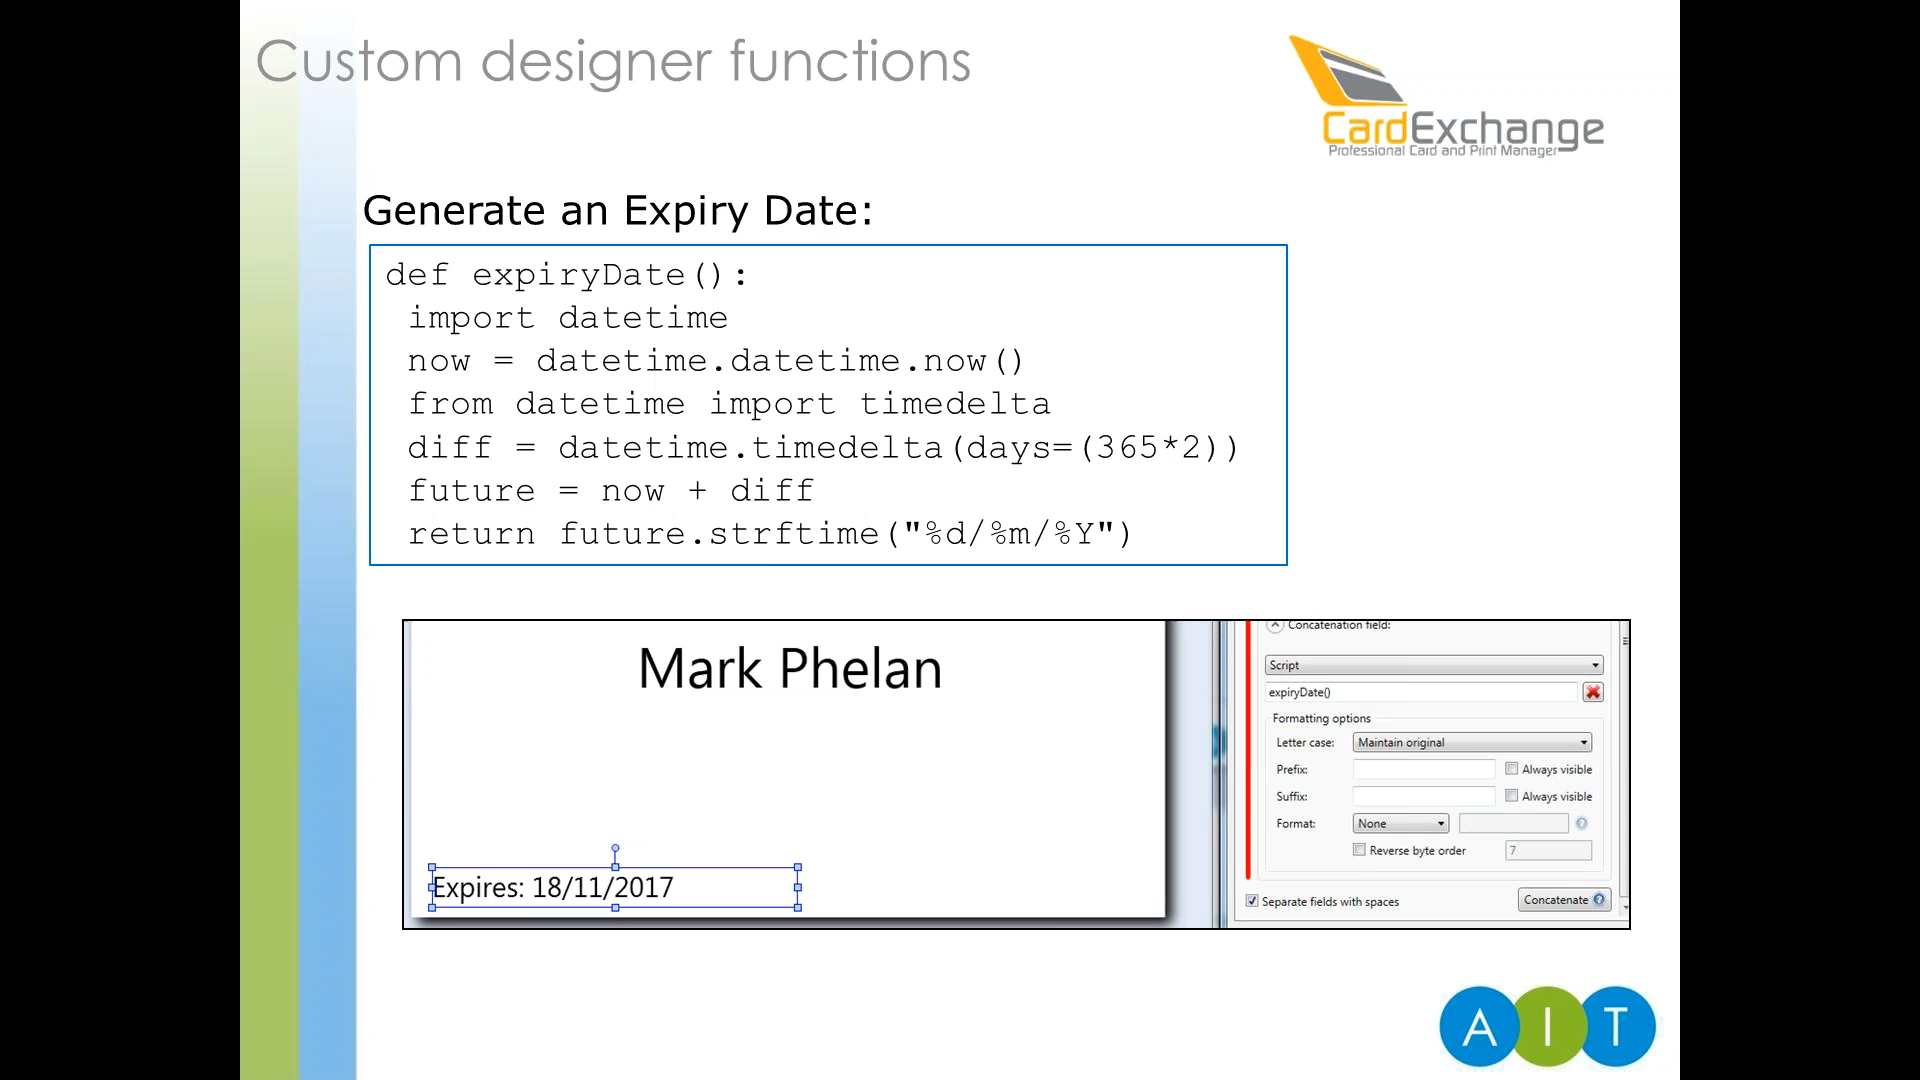 Custom designer functions
CardExchange
Professional Card and Print Manager
Generate an Expiry Date:
def expiryDate():
 import datetime
 now = datetime.datetime.now()
 from datetime import timedelta
 diff = datetime.timedelta(days=(365*2))
 future = now + diff
 return future.strftime("%d/%m/%Y")
Mark Phelan
Expires: 18/11/2017
Concatenation field:
Script
expiryDate()
Formatting options
Letter case: Maintain original
Prefix: Always visible
Suffix: Always visible
Format: None
Reverse byte order 7
Separate fields with spaces Concatenate
A I T